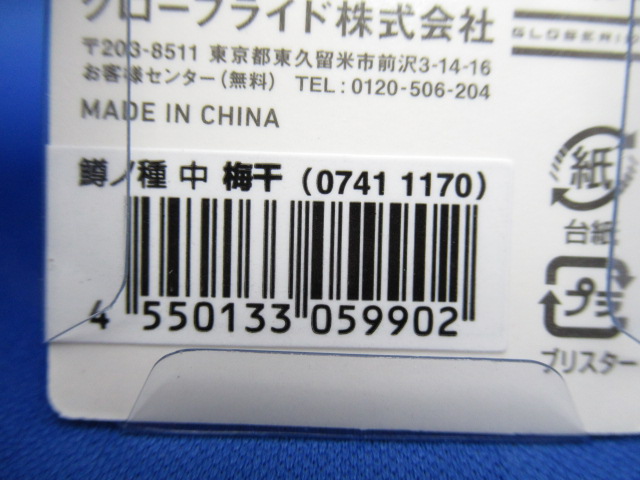 グローブライド株式会社
GLOBERIDE
〒203-8511 東京都東久留米市前沢3-14-16
お客様センター(無料) TEL:0120-506-204
MADE IN CHINA
鱒ノ種 中 梅干 (0741 1170)
4 550133 059902
紙
台紙
プラ
ブリスター